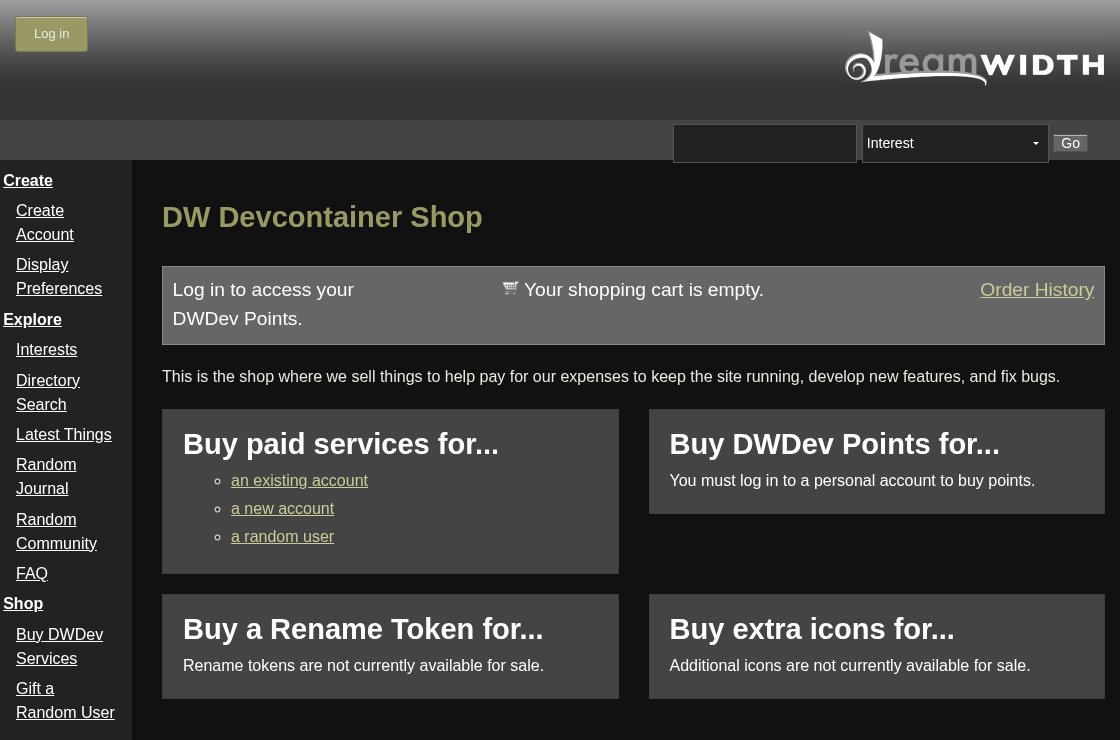 Log in
dreamWIDTH
Interest
Go
Create
Create
Account
Display
Preferences
Explore
Interests
Directory
Search
Latest Things
Random
Journal
Random
Community
FAQ
Shop
Buy DWDev
Services
Gift a
Random User
DW Devcontainer Shop
Log in to access your
DWDev Points.
Your shopping cart is empty.
Order History
This is the shop where we sell things to help pay for our expenses to keep the site running, develop new features, and fix bugs.
Buy paid services for...
an existing account
a new account
a random user
Buy DWDev Points for...
You must log in to a personal account to buy points.
Buy a Rename Token for...
Rename tokens are not currently available for sale.
Buy extra icons for...
Additional icons are not currently available for sale.